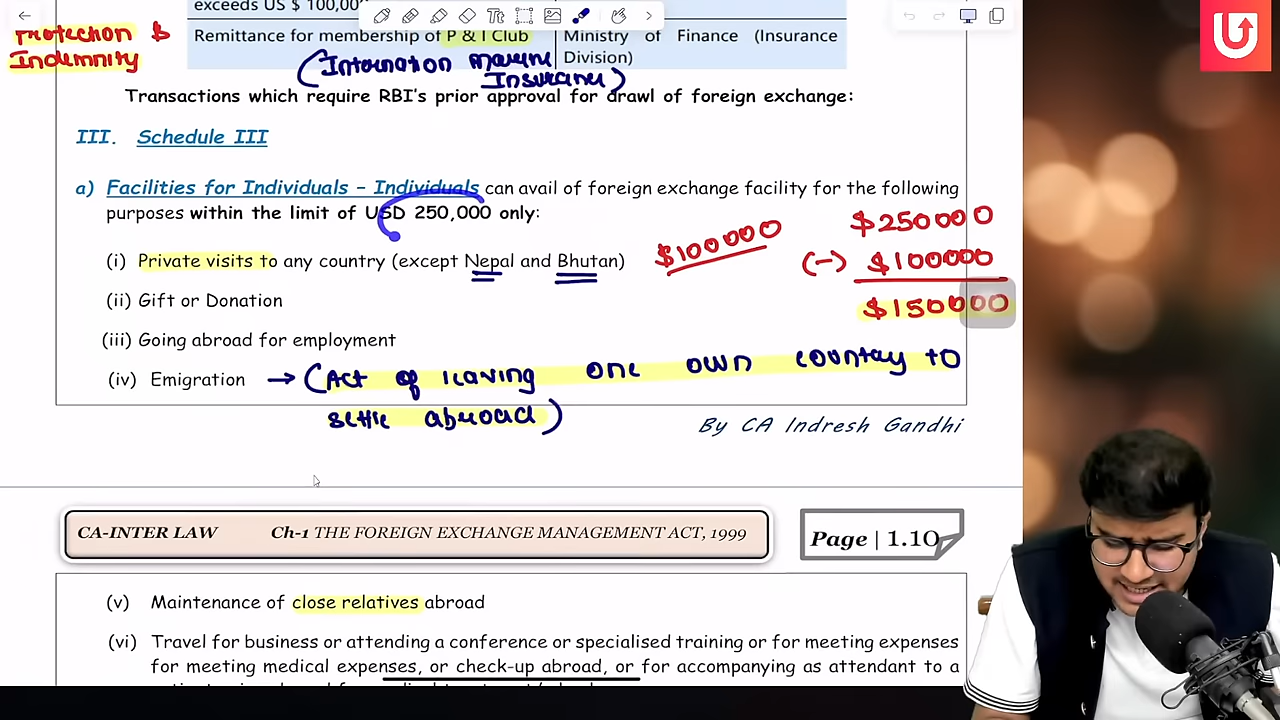 exceeds US $ 100,00
Tt
Protection &
Indemnity
Remittance for membership of P & I Club
Ministry of Finance (Insurance
Division)
(Internation marine
Insurance)
Transactions which require RBI's prior approval for drawl of foreign exchange:
III. Schedule III
a) Facilities for Individuals – Individuals can avail of foreign exchange facility for the following
purposes within the limit of USD 250,000 only:
(i) Private visits to any country (except Nepal and Bhutan)
$100000
$250000
(-) $100000
$150000
(ii) Gift or Donation
(iii) Going abroad for employment
(iv) Emigration → (Act of leaving one own country to
settle abroad)
By CA Indresh Gandhi
CA-INTER LAW Ch-1 THE FOREIGN EXCHANGE MANAGEMENT ACT, 1999
Page | 1.10
(v) Maintenance of close relatives abroad
(vi) Travel for business or attending a conference or specialised training or for meeting expenses
for meeting medical expenses, or check-up abroad, or for accompanying as attendant to a